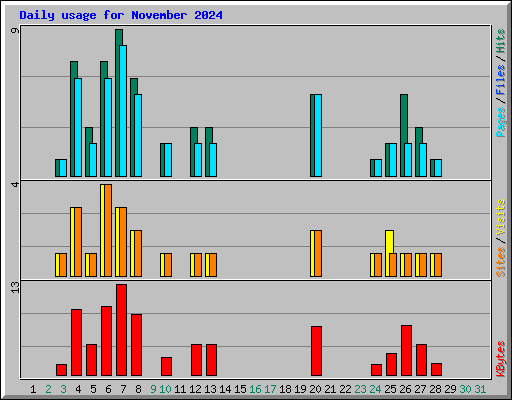 Daily usage for November 2024
9
Pages / Files / Hits
4
Sites / Visits
13
KBytes
1 2 3 4 5 6 7 8 9 10 11 12 13 14 15 16 17 18 19 20 21 22 23 24 25 26 27 28 29 30 31